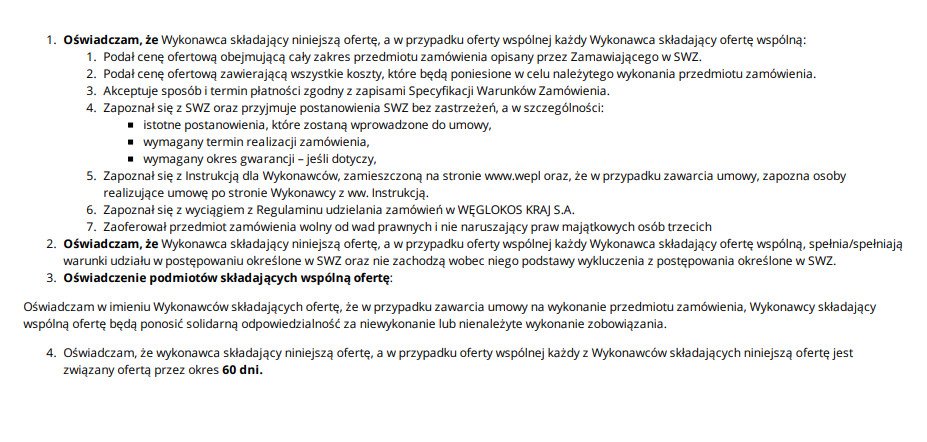 1. Oświadczam, że Wykonawca składający niniejszą ofertę, a w przypadku oferty wspólnej każdy Wykonawca składający ofertę wspólną:
1. Podał cenę ofertową obejmującą cały zakres przedmiotu zamówienia opisany przez Zamawiającego w SWZ.
2. Podał cenę ofertową zawierającą wszystkie koszty, które będą poniesione w celu należytego wykonania przedmiotu zamówienia.
3. Akceptuje sposób i termin płatności zgodny z zapisami Specyfikacji Warunków Zamówienia.
4. Zapoznał się z SWZ oraz przyjmuje postanowienia SWZ bez zastrzeżeń, a w szczególności:
▪ istotne postanowienia, które zostaną wprowadzone do umowy,
▪ wymagany termin realizacji zamówienia,
▪ wymagany okres gwarancji – jeśli dotyczy,
5. Zapoznał się z Instrukcją dla Wykonawców, zamieszczoną na stronie www.wepl oraz, że w przypadku zawarcia umowy, zapozna osoby
realizujące umowę po stronie Wykonawcy z ww. Instrukcją.
6. Zapoznał się z wyciągiem z Regulaminu udzielania zamówień w WĘGLOKOS KRAJ S.A.
7. Zaoferował przedmiot zamówienia wolny od wad prawnych i nie naruszający praw majątkowych osób trzecich
2. Oświadczam, że Wykonawca składający niniejszą ofertę, a w przypadku oferty wspólnej każdy Wykonawca składający ofertę wspólną, spełnia/spełniają
warunki udziału w postępowaniu określone w SWZ oraz nie zachodzą wobec niego podstawy wykluczenia z postępowania określone w SWZ.
3. Oświadczenie podmiotów składających wspólną ofertę:
Oświadczam w imieniu Wykonawców składających ofertę, że w przypadku zawarcia umowy na wykonanie przedmiotu zamówienia, Wykonawcy składający
wspólną ofertę będą ponosić solidarną odpowiedzialność za niewykonanie lub nienależyte wykonanie zobowiązania.
4. Oświadczam, że wykonawca składający niniejszą ofertę, a w przypadku oferty wspólnej każdy z Wykonawców składających niniejszą ofertę jest
związany ofertą przez okres 60 dni.